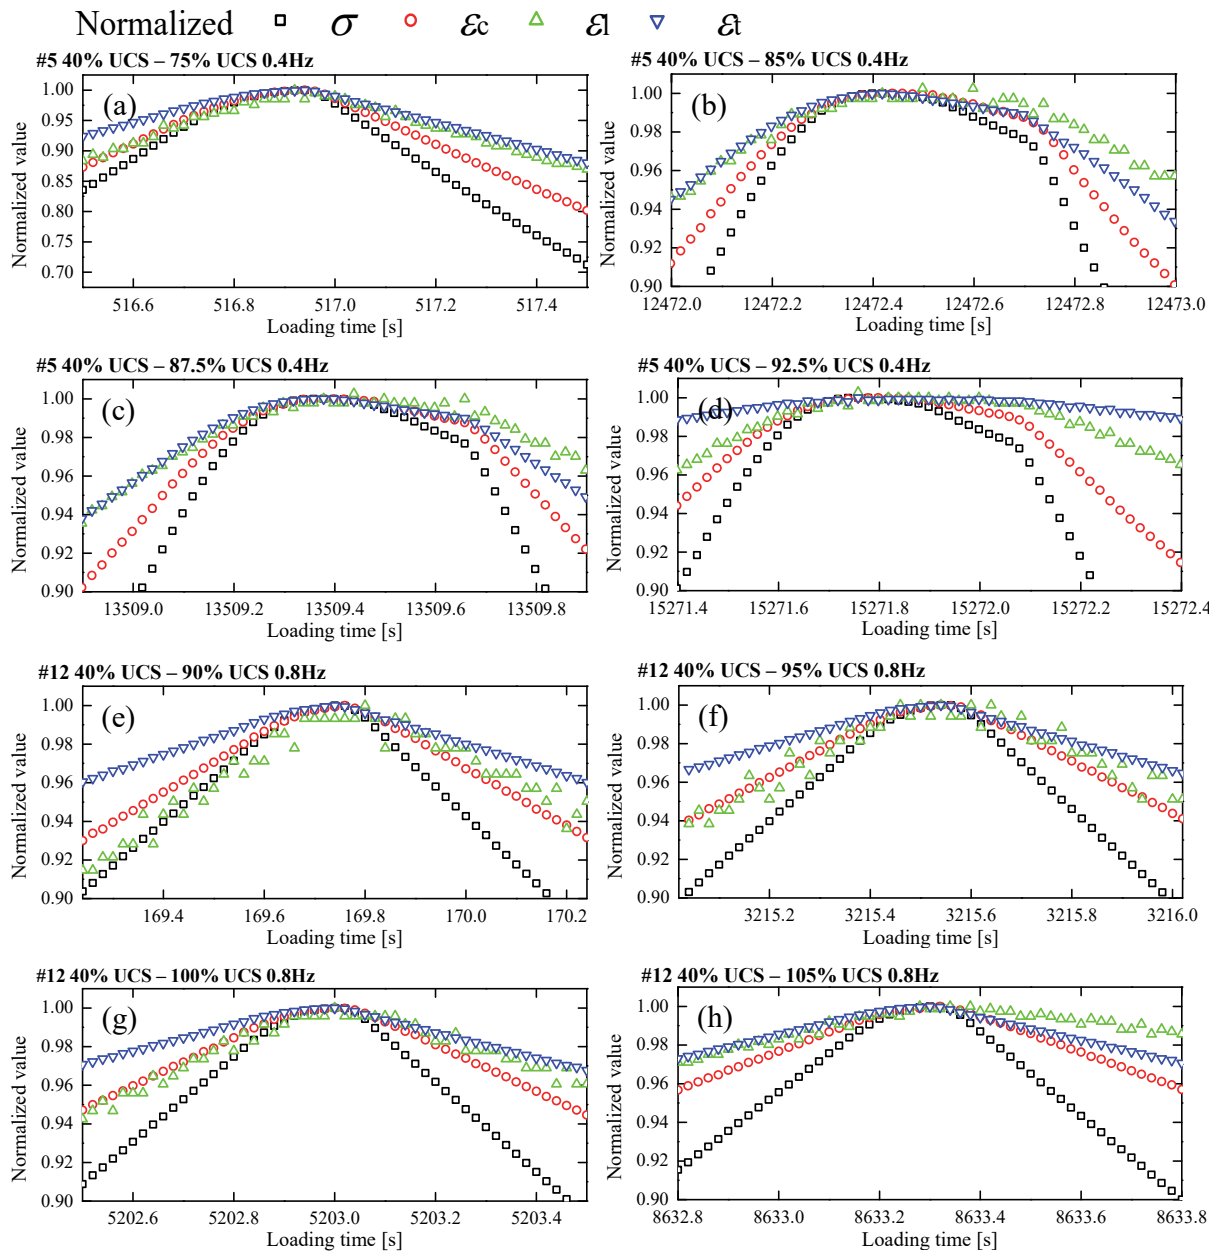 Normalized σ εc εl εt
#5 40% UCS – 75% UCS 0.4Hz
(a)
Normalized value
1.00
0.95
0.90
0.85
0.80
0.75
0.70
516.6 516.8 517.0 517.2 517.4
Loading time [s]
#5 40% UCS – 85% UCS 0.4Hz
(b)
Normalized value
1.00
0.98
0.96
0.94
0.92
0.90
12472.0 12472.2 12472.4 12472.6 12472.8 12473.0
Loading time [s]
#5 40% UCS – 87.5% UCS 0.4Hz
(c)
Normalized value
1.00
0.98
0.96
0.94
0.92
0.90
13509.0 13509.2 13509.4 13509.6 13509.8
Loading time [s]
#5 40% UCS – 92.5% UCS 0.4Hz
(d)
Normalized value
1.00
0.98
0.96
0.94
0.92
0.90
15271.4 15271.6 15271.8 15272.0 15272.2 15272.4
Loading time [s]
#12 40% UCS – 90% UCS 0.8Hz
(e)
Normalized value
1.00
0.98
0.96
0.94
0.92
0.90
169.4 169.6 169.8 170.0 170.2
Loading time [s]
#12 40% UCS – 95% UCS 0.8Hz
(f)
Normalized value
1.00
0.98
0.96
0.94
0.92
0.90
3215.2 3215.4 3215.6 3215.8 3216.0
Loading time [s]
#12 40% UCS – 100% UCS 0.8Hz
(g)
Normalized value
1.00
0.98
0.96
0.94
0.92
0.90
5202.6 5202.8 5203.0 5203.2 5203.4
Loading time [s]
#12 40% UCS – 105% UCS 0.8Hz
(h)
Normalized value
1.00
0.98
0.96
0.94
0.92
0.90
8632.8 8633.0 8633.2 8633.4 8633.6 8633.8
Loading time [s]